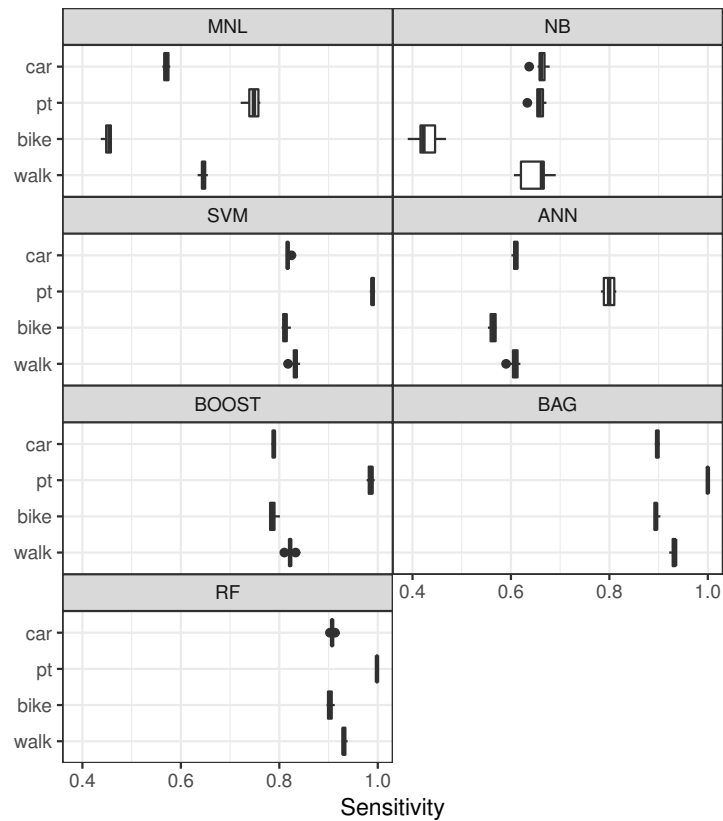 MNL NB
car
pt
bike
walk
SVM ANN
car
pt
bike
walk
BOOST BAG
car
pt
bike
walk
0.4 0.6 0.8 1.0
RF
car
pt
bike
walk
0.4 0.6 0.8 1.0
Sensitivity